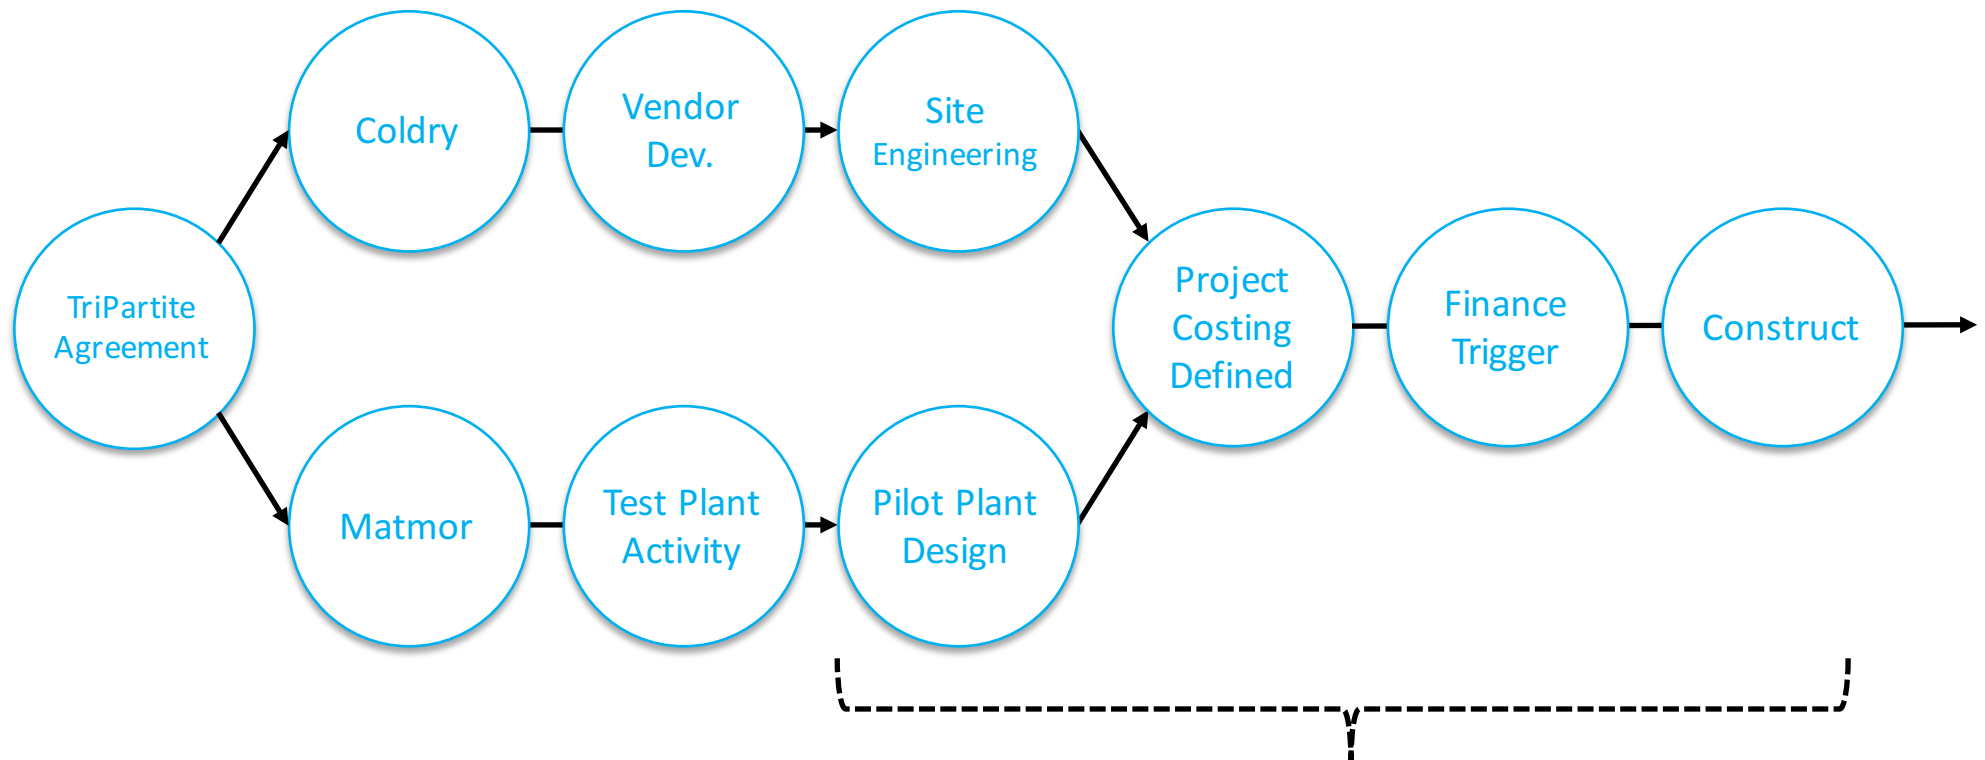 TriPartite
Agreement
Coldry
Vendor
Dev.
Site
Engineering
Matmor
Test Plant
Activity
Pilot Plant
Design
Project
Costing
Defined
Finance
Trigger
Construct